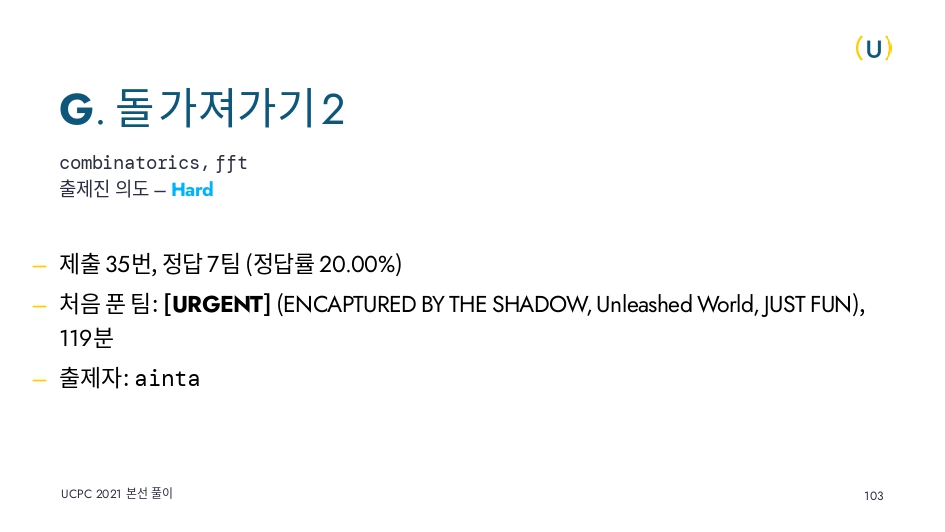 (U)
G. 돌 가져가기 2
combinatorics, fft
출제진 의도 – Hard
– 제출 35번, 정답 7팀 (정답률 20.00%)
– 처음 푼 팀: [URGENT] (ENCAPTURED BY THE SHADOW, Unleashed World, JUST FUN),
119분
– 출제자: ainta
UCPC 2021 본선 풀이
103